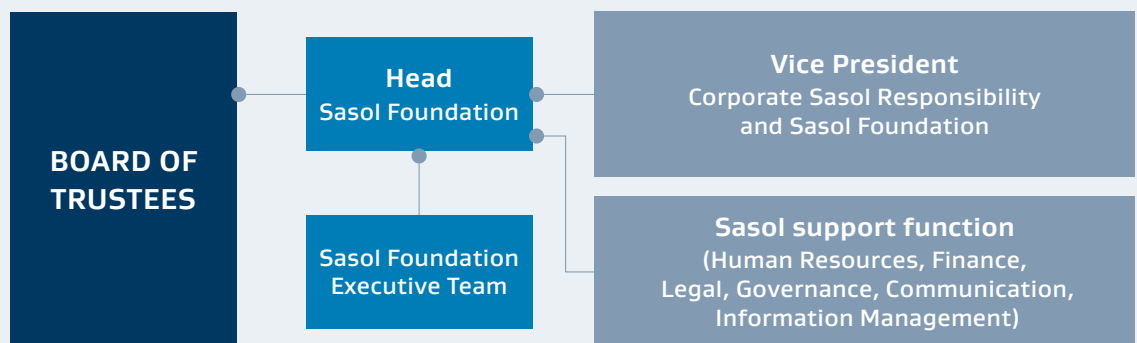 BOARD OF
TRUSTEES
Head
Sasol Foundation
Sasol Foundation
Executive Team
Vice President
Corporate Sasol Responsibility
and Sasol Foundation
Sasol support function
(Human Resources, Finance,
Legal, Governance, Communication,
Information Management)